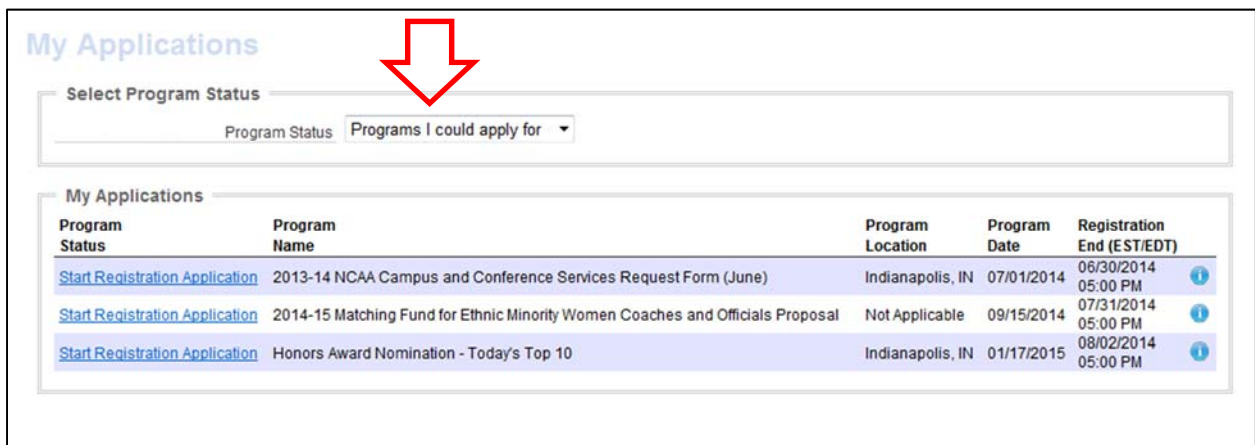 My Applications
Select Program Status
Program Status Programs I could apply for
My Applications
Program Status Program Name Program Location Program Date Registration End (EST/EDT)
Start Registration Application 2013-14 NCAA Campus and Conference Services Request Form (June) Indianapolis, IN 07/01/2014 06/30/2014 05:00 PM
Start Registration Application 2014-15 Matching Fund for Ethnic Minority Women Coaches and Officials Proposal Not Applicable 09/15/2014 07/31/2014 05:00 PM
Start Registration Application Honors Award Nomination - Today's Top 10 Indianapolis, IN 01/17/2015 08/02/2014 05:00 PM